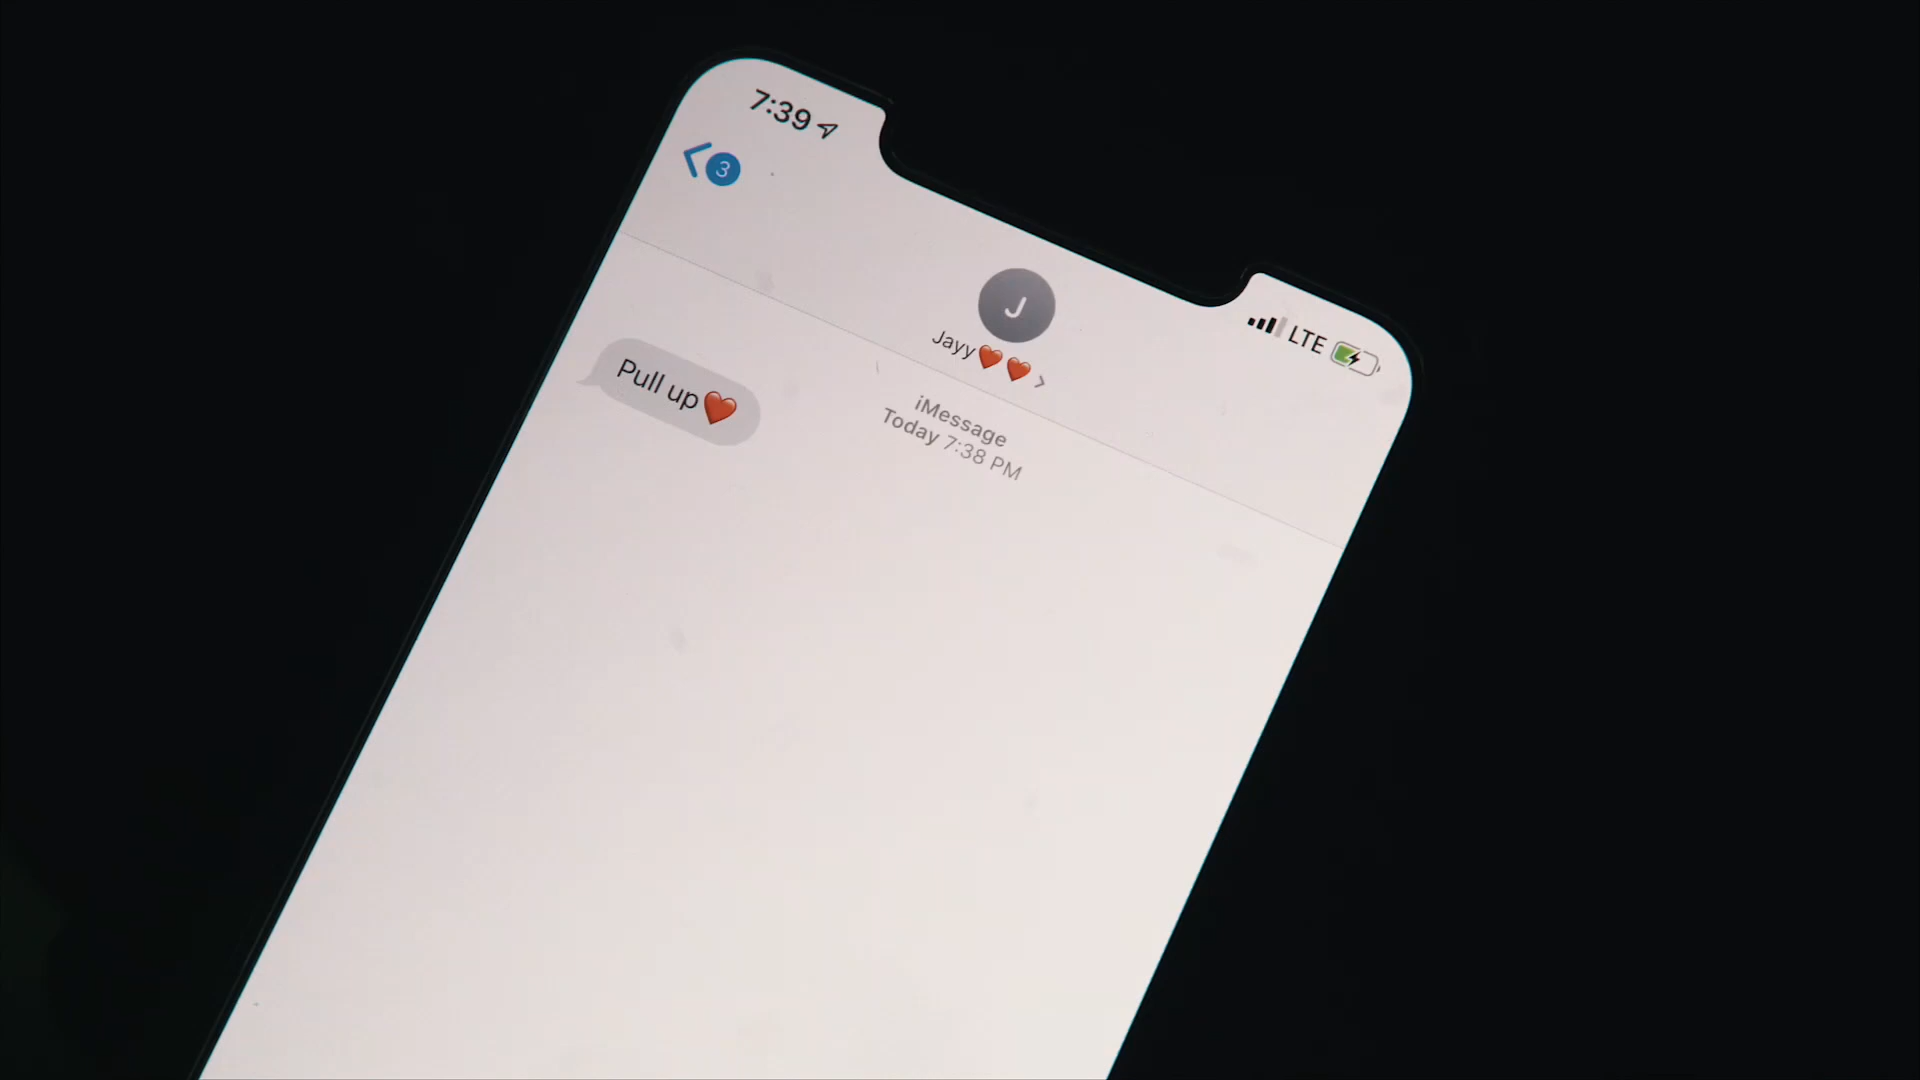 7:39
LTE
3
J
Jayy❤️❤️
iMessage
Today 7:38 PM
Pull up❤️